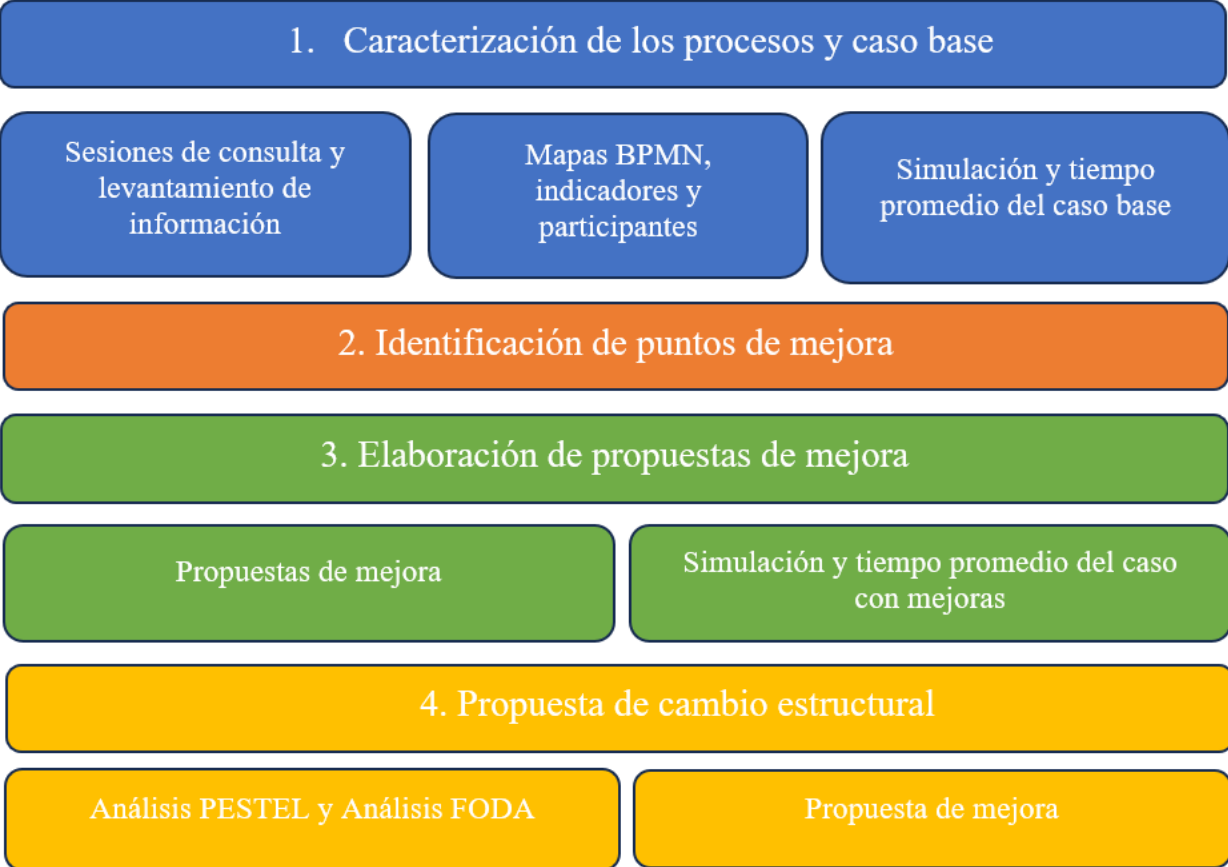 1. Caracterización de los procesos y caso base
Sesiones de consulta y
levantamiento de
información
Mapas BPMN,
indicadores y
participantes
Simulación y tiempo
promedio del caso base
2. Identificación de puntos de mejora
3. Elaboración de propuestas de mejora
Propuestas de mejora
Simulación y tiempo promedio del caso
con mejoras
4. Propuesta de cambio estructural
Análisis PESTEL y Análisis FODA
Propuesta de mejora